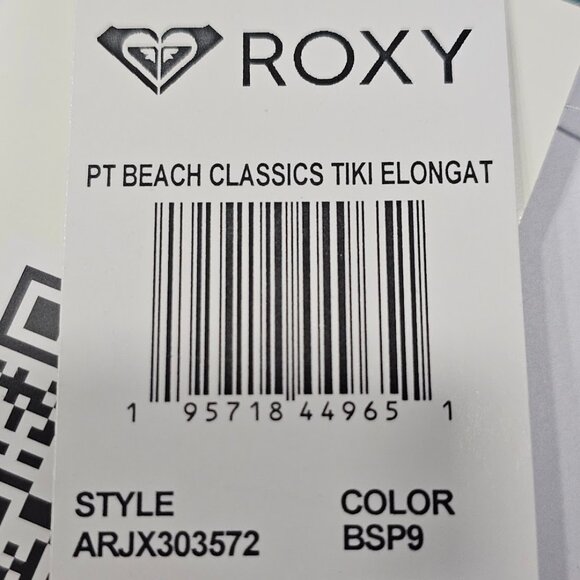 ROXY
PT BEACH CLASSICS TIKI ELONGAT
1 95718 44965 1
STYLE COLOR
ARJX303572 BSP9